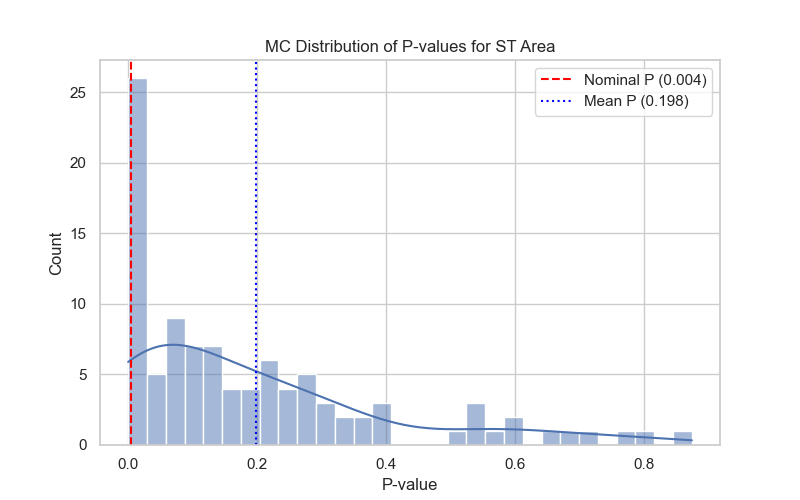 MC Distribution of P-values for ST Area
Nominal P (0.004)
Mean P (0.198)
Count
25
20
15
10
5
0
0.0 0.2 0.4 0.6 0.8
P-value